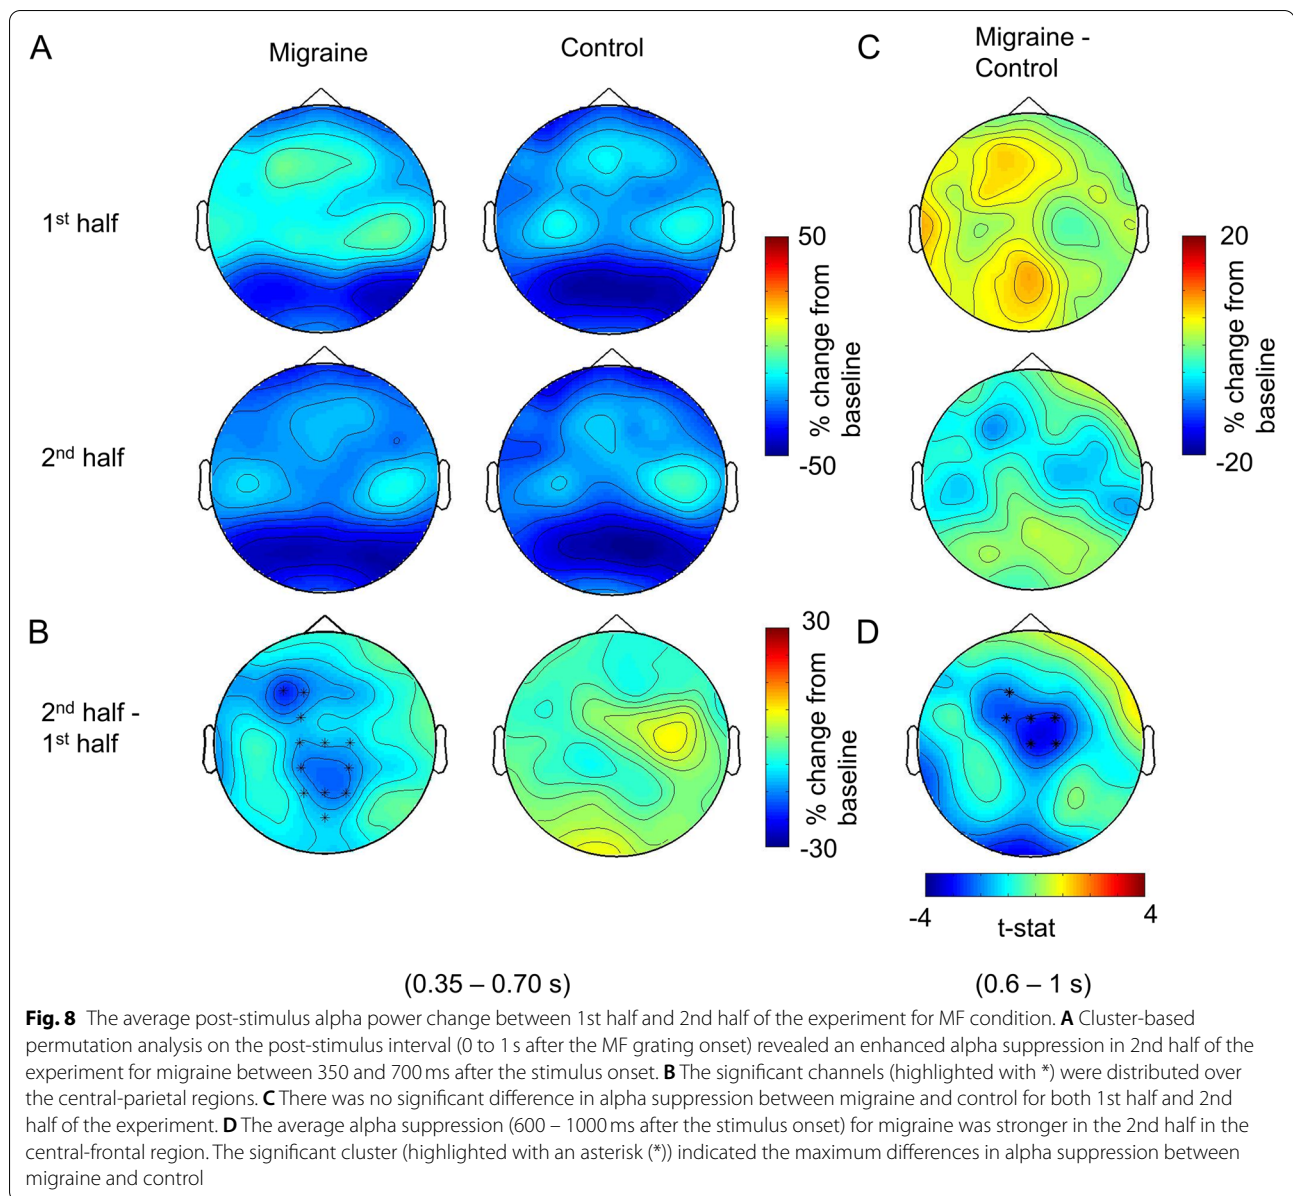 A
Migraine
Control
C
Migraine -
Control
1st half
50
% change from
baseline
-50
20
% change from
baseline
-20
2nd half
B
2nd half -
1st half
* * * * * * * * * * * * *
30
% change from
baseline
-30
D
* * * * * *
-4
4
t-stat
(0.35 – 0.70 s)
(0.6 – 1 s)
Fig. 8 The average post-stimulus alpha power change between 1st half and 2nd half of the experiment for MF condition. A Cluster-based
permutation analysis on the post-stimulus interval (0 to 1 s after the MF grating onset) revealed an enhanced alpha suppression in 2nd half of the
experiment for migraine between 350 and 700 ms after the stimulus onset. B The significant channels (highlighted with *) were distributed over
the central-parietal regions. C There was no significant difference in alpha suppression between migraine and control for both 1st half and 2nd
half of the experiment. D The average alpha suppression (600 – 1000 ms after the stimulus onset) for migraine was stronger in the 2nd half in the
central-frontal region. The significant cluster (highlighted with an asterisk (*)) indicated the maximum differences in alpha suppression between
migraine and control